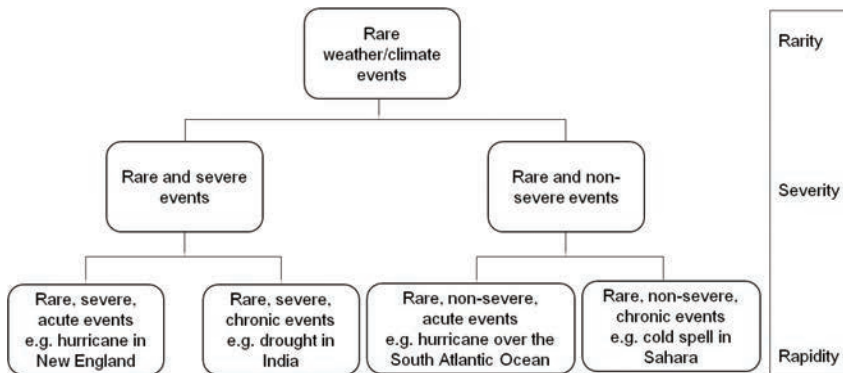 Rare
weather/climate
events
Rarity
Rare and severe
events
Rare and non-
severe events
Severity
Rare, severe,
acute events
e.g. hurricane in
New England
Rare, severe,
chronic events
e.g. drought in
India
Rare, non-severe,
acute events
e.g. hurricane over the
South Atlantic Ocean
Rare, non-severe,
chronic events
e.g. cold spell in
Sahara
Rapidity